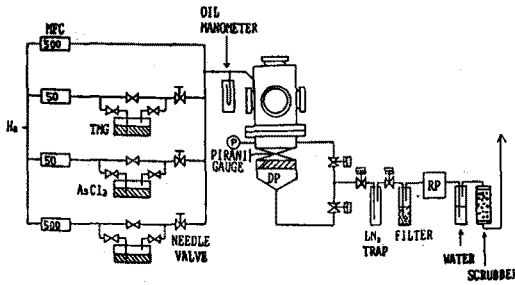 OIL
MANOMETER
MFC
500
50
TMG
H₂
PIRANI
GAUGE
P
DP
50
AsCl₃
RP
500
NEEDLE
VALVE
LN₂
TRAP
FILTER
WATER
SCRUBBER